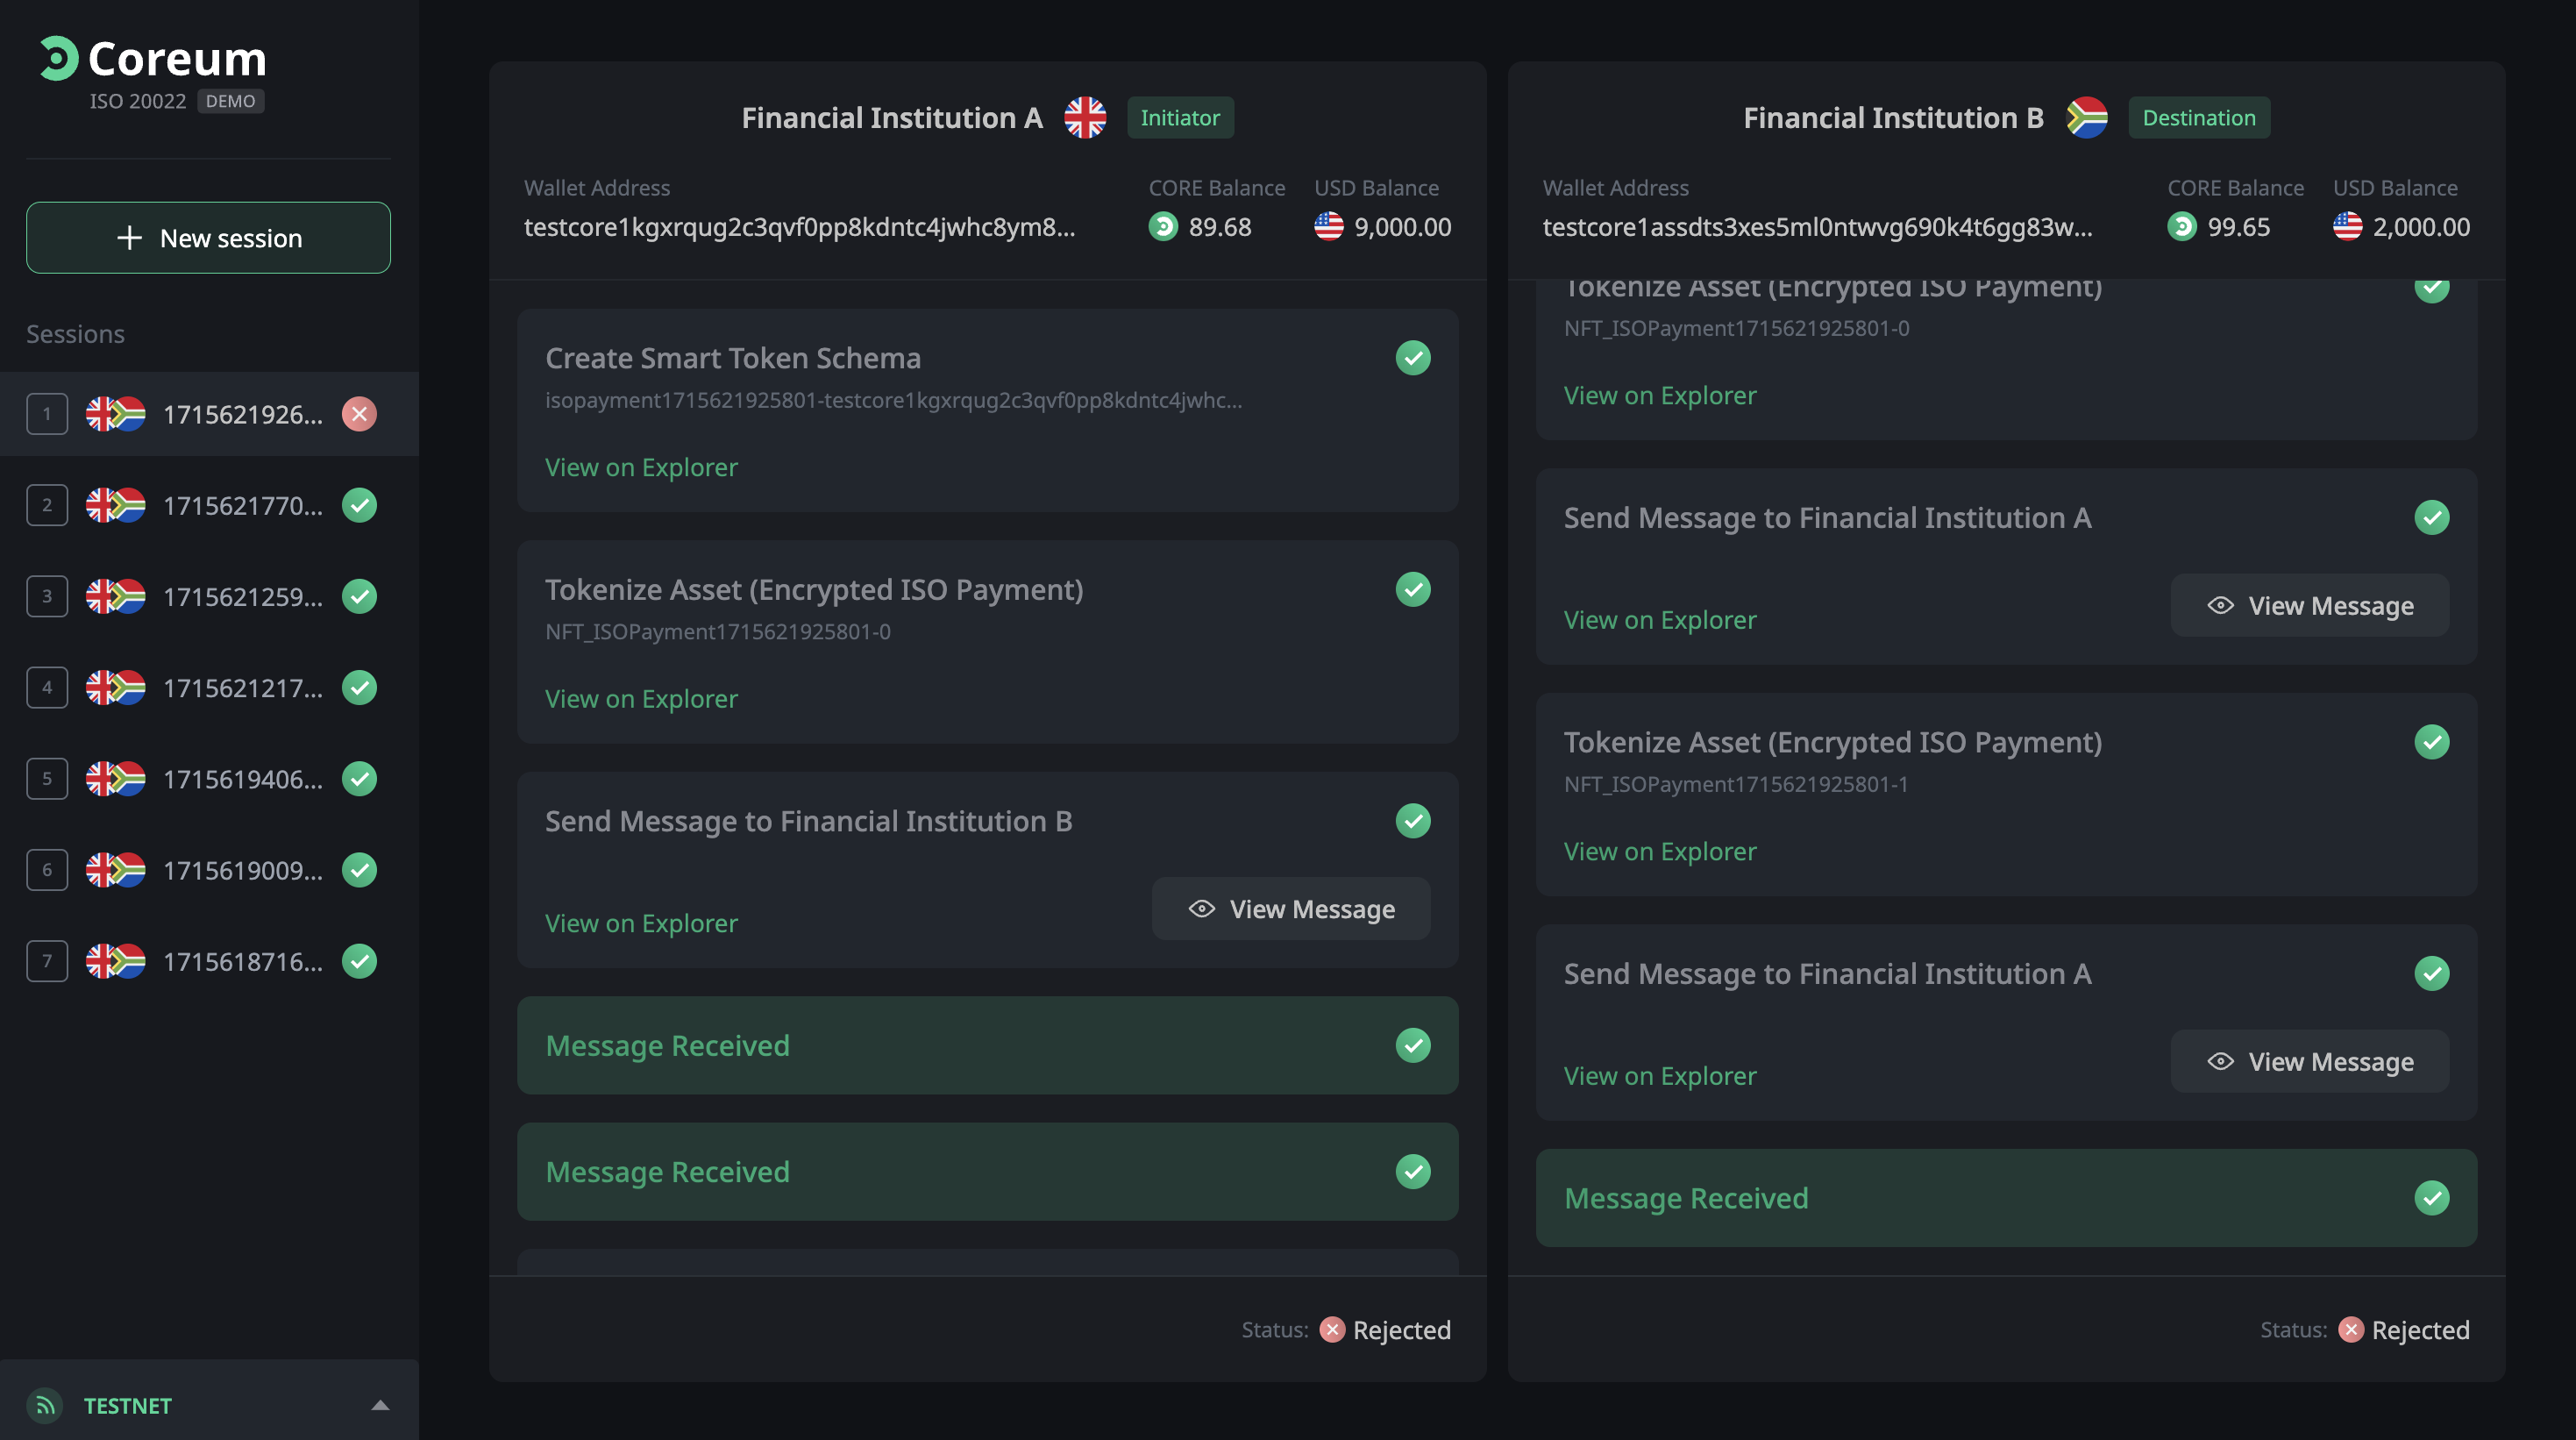 Coreum
ISO 20022 DEMO
New session
Sessions
1 1715621926...
2 1715621770...
3 1715621259...
4 1715621217...
5 1715619406...
6 1715619009...
7 1715618716...
TESTNET
Financial Institution A Initiator
Wallet Address CORE Balance USD Balance
testcore1kgxrqug2c3qvf0pp8kdntc4jwhc8ym8... 89.68 9,000.00
Create Smart Token Schema
isopayment1715621925801-testcore1kgxrqug2c3qvf0pp8kdntc4jwhc...
View on Explorer
Tokenize Asset (Encrypted ISO Payment)
NFT_ISOPayment1715621925801-0
View on Explorer
Send Message to Financial Institution B
View on Explorer View Message
Message Received
Message Received
Status: Rejected
Financial Institution B Destination
Wallet Address CORE Balance USD Balance
testcore1assdts3xes5ml0ntwvg690k4t6gg83w... 99.65 2,000.00
Tokenize Asset (Encrypted ISO Payment)
NFT_ISOPayment1715621925801-0
View on Explorer
Send Message to Financial Institution A
View on Explorer View Message
Tokenize Asset (Encrypted ISO Payment)
NFT_ISOPayment1715621925801-1
View on Explorer
Send Message to Financial Institution A
View on Explorer View Message
Message Received
Status: Rejected